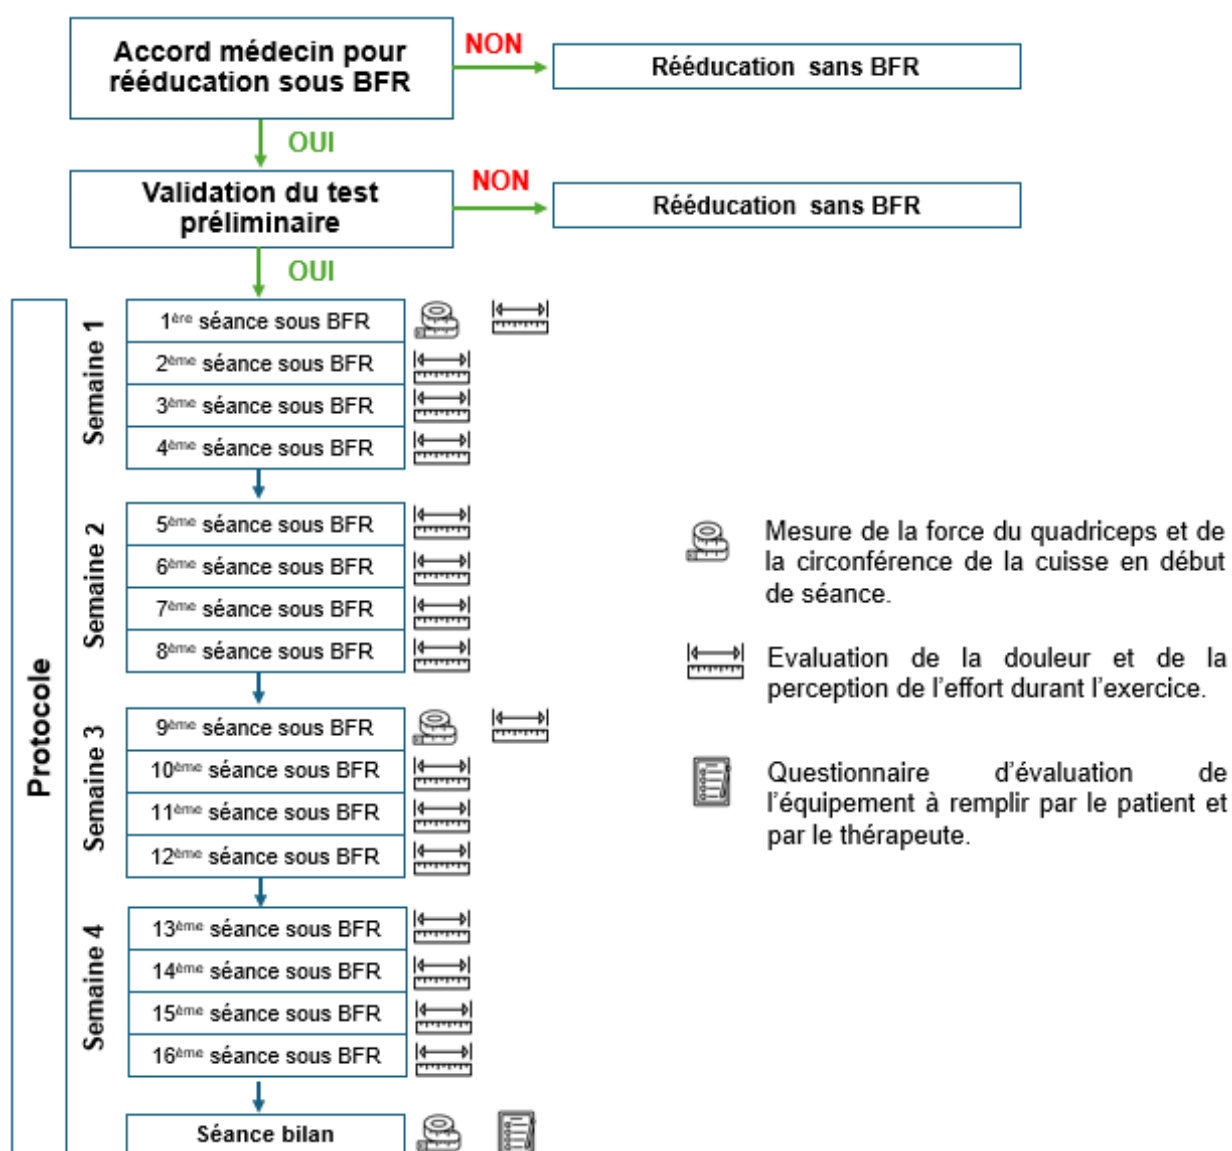 Accord médecin pour
rééducation sous BFR
NON
Rééducation sans BFR
OUI
Validation du test
préliminaire
NON
Rééducation sans BFR
OUI
Protocole
Semaine 1
1ère séance sous BFR
2ème séance sous BFR
3ème séance sous BFR
4ème séance sous BFR
Semaine 2
5ème séance sous BFR
6ème séance sous BFR
7ème séance sous BFR
8ème séance sous BFR
Semaine 3
9ème séance sous BFR
10ème séance sous BFR
11ème séance sous BFR
12ème séance sous BFR
Semaine 4
13ème séance sous BFR
14ème séance sous BFR
15ème séance sous BFR
16ème séance sous BFR
Séance bilan
Mesure de la force du quadriceps et de
la circonférence de la cuisse en début
de séance.
Evaluation de la douleur et de la
perception de l'effort durant l'exercice.
Questionnaire d'évaluation de
l'équipement à remplir par le patient et
par le thérapeute.